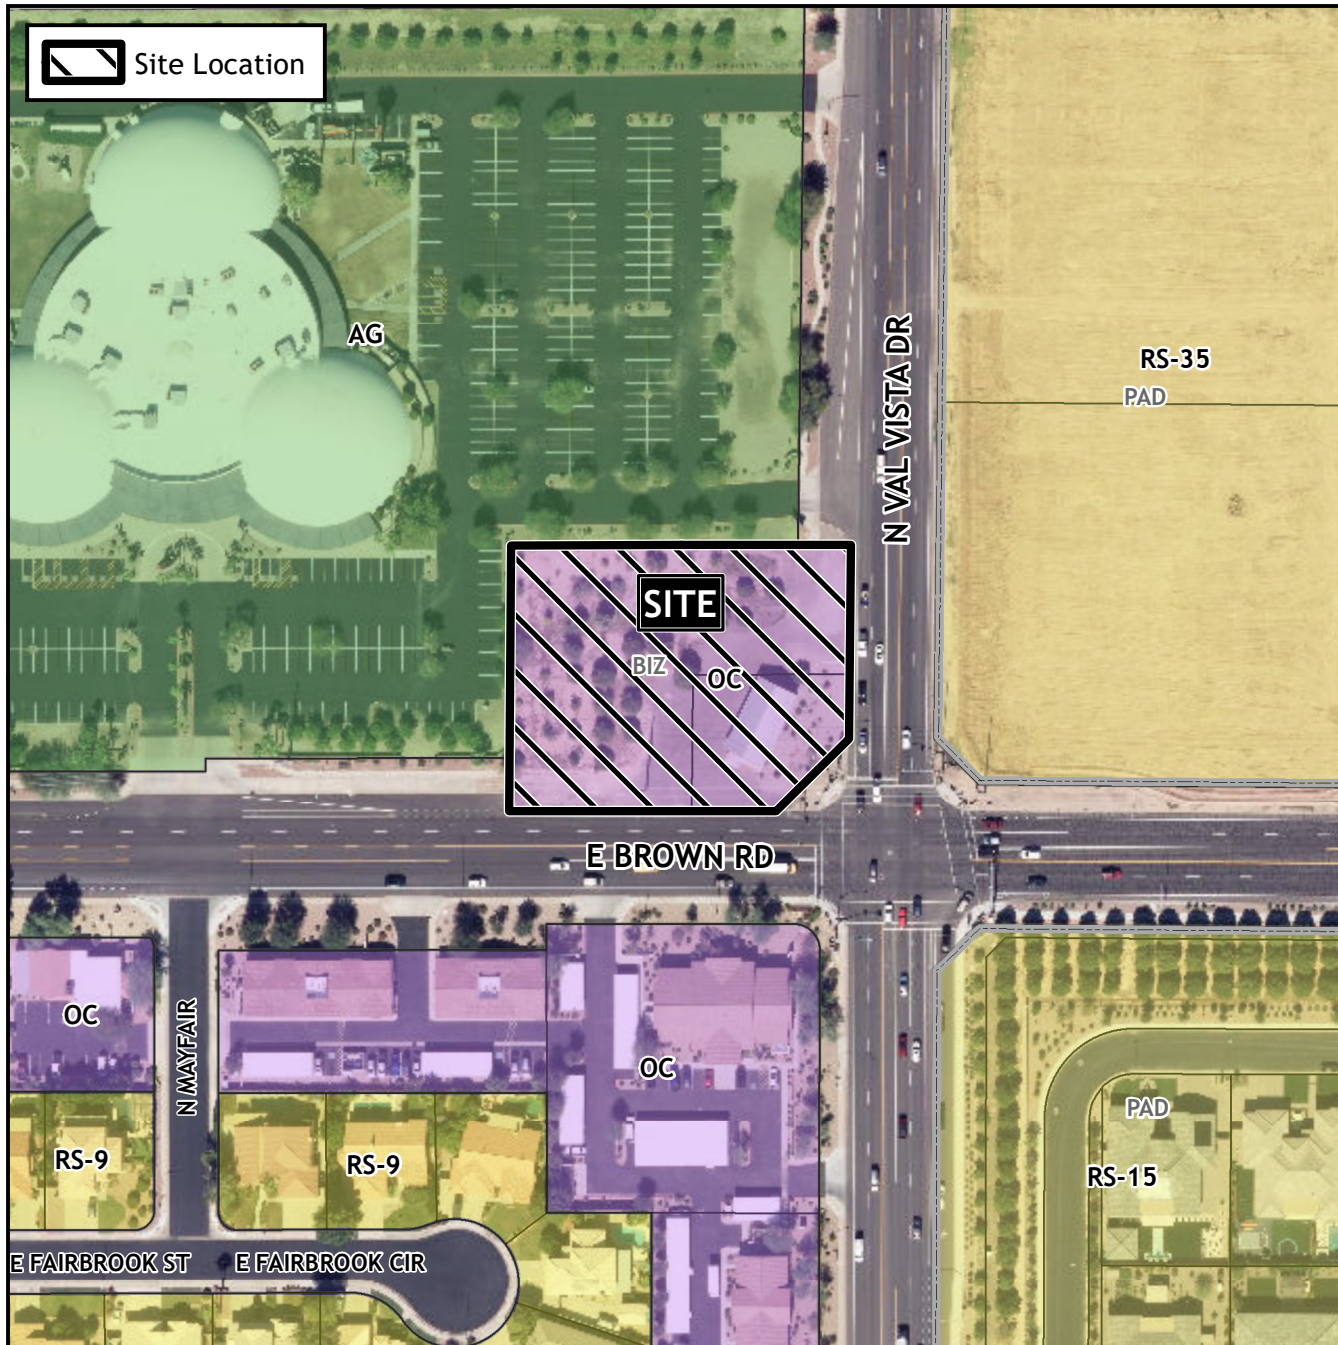 Site Location
AG
N VAL VISTA DR
RS-35
PAD
SITE
BIZ
OC
E BROWN RD
OC
N MAYFAIR
OC
PAD
RS-9
RS-9
RS-15
E FAIRBROOK ST
E FAIRBROOK CIR